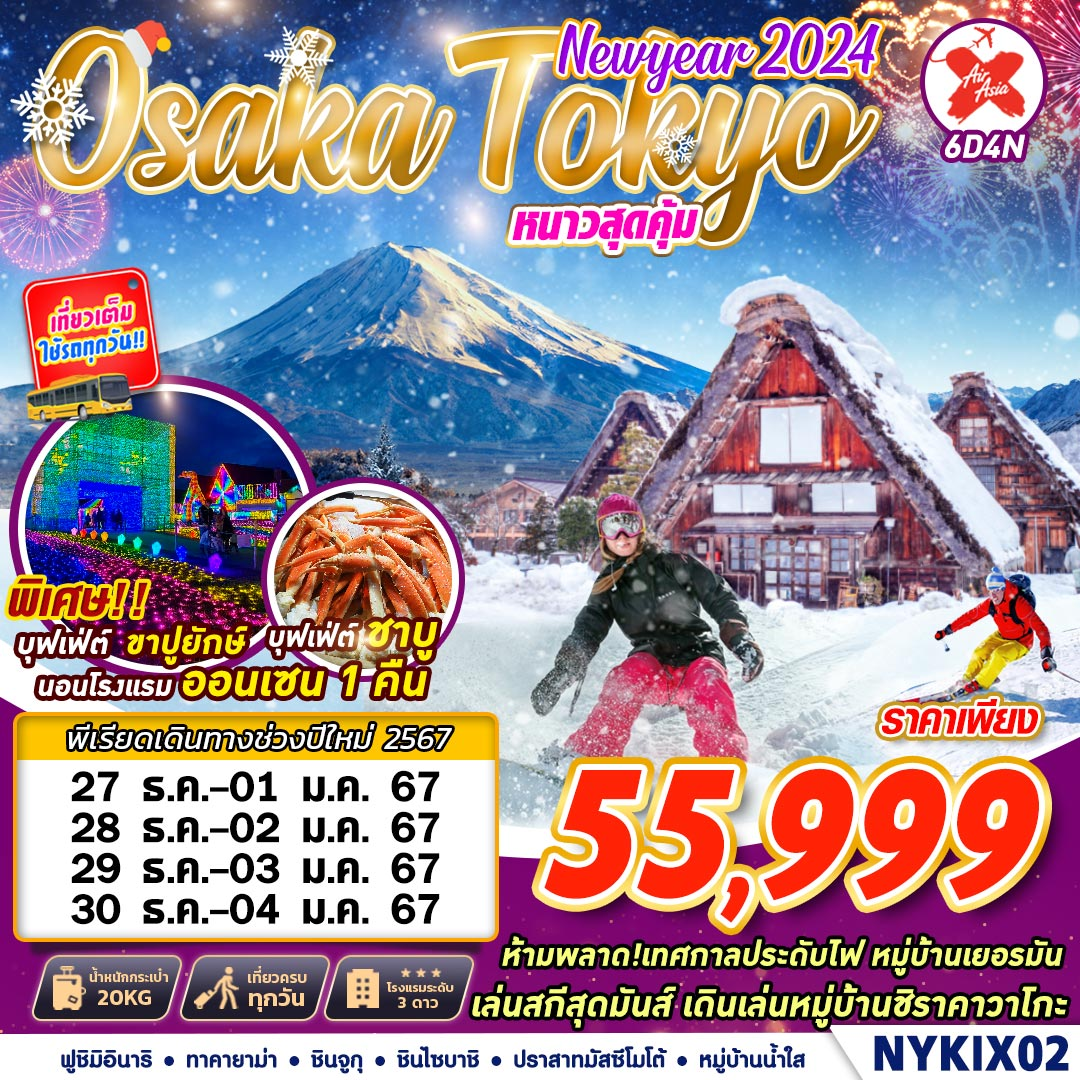 Osaka Tokyo
Newyear 2024
Air
Asia
6D4N
หนาวสุดคุ้ม
เที่ยวเต็ม
ใช้รถทุกวัน!!
พิเศษ!!
บุฟเฟ่ต์ ขาปูยักษ์ บุฟเฟ่ต์ ชาบู
นอนโรงแรม ออนเซน 1 คืน
พีเรียดเดินทางช่วงปีใหม่ 2567
27 ธ.ค.-01 ม.ค. 67
28 ธ.ค.-02 ม.ค. 67
29 ธ.ค.-03 ม.ค. 67
30 ธ.ค.-04 ม.ค. 67
ราคาเพียง
55,999
ห้ามพลาด!เทศกาลประดับไฟ หมู่บ้านเยอรมัน
เล่นสกีสุดมันส์ เดินเล่นหมู่บ้านชิราคาวาโกะ
น้ำหนักกระเป๋า
20KG
เที่ยวครบ
ทุกวัน
โรงแรมระดับ
3 ดาว
ฟูชิมิอินาริ • ทาคายาม่า • ชินจูกุ • ชินไซบาชิ • ปราสาทมัสซึโมโต้ • หมู่บ้านน้ำใส
NYKIX02